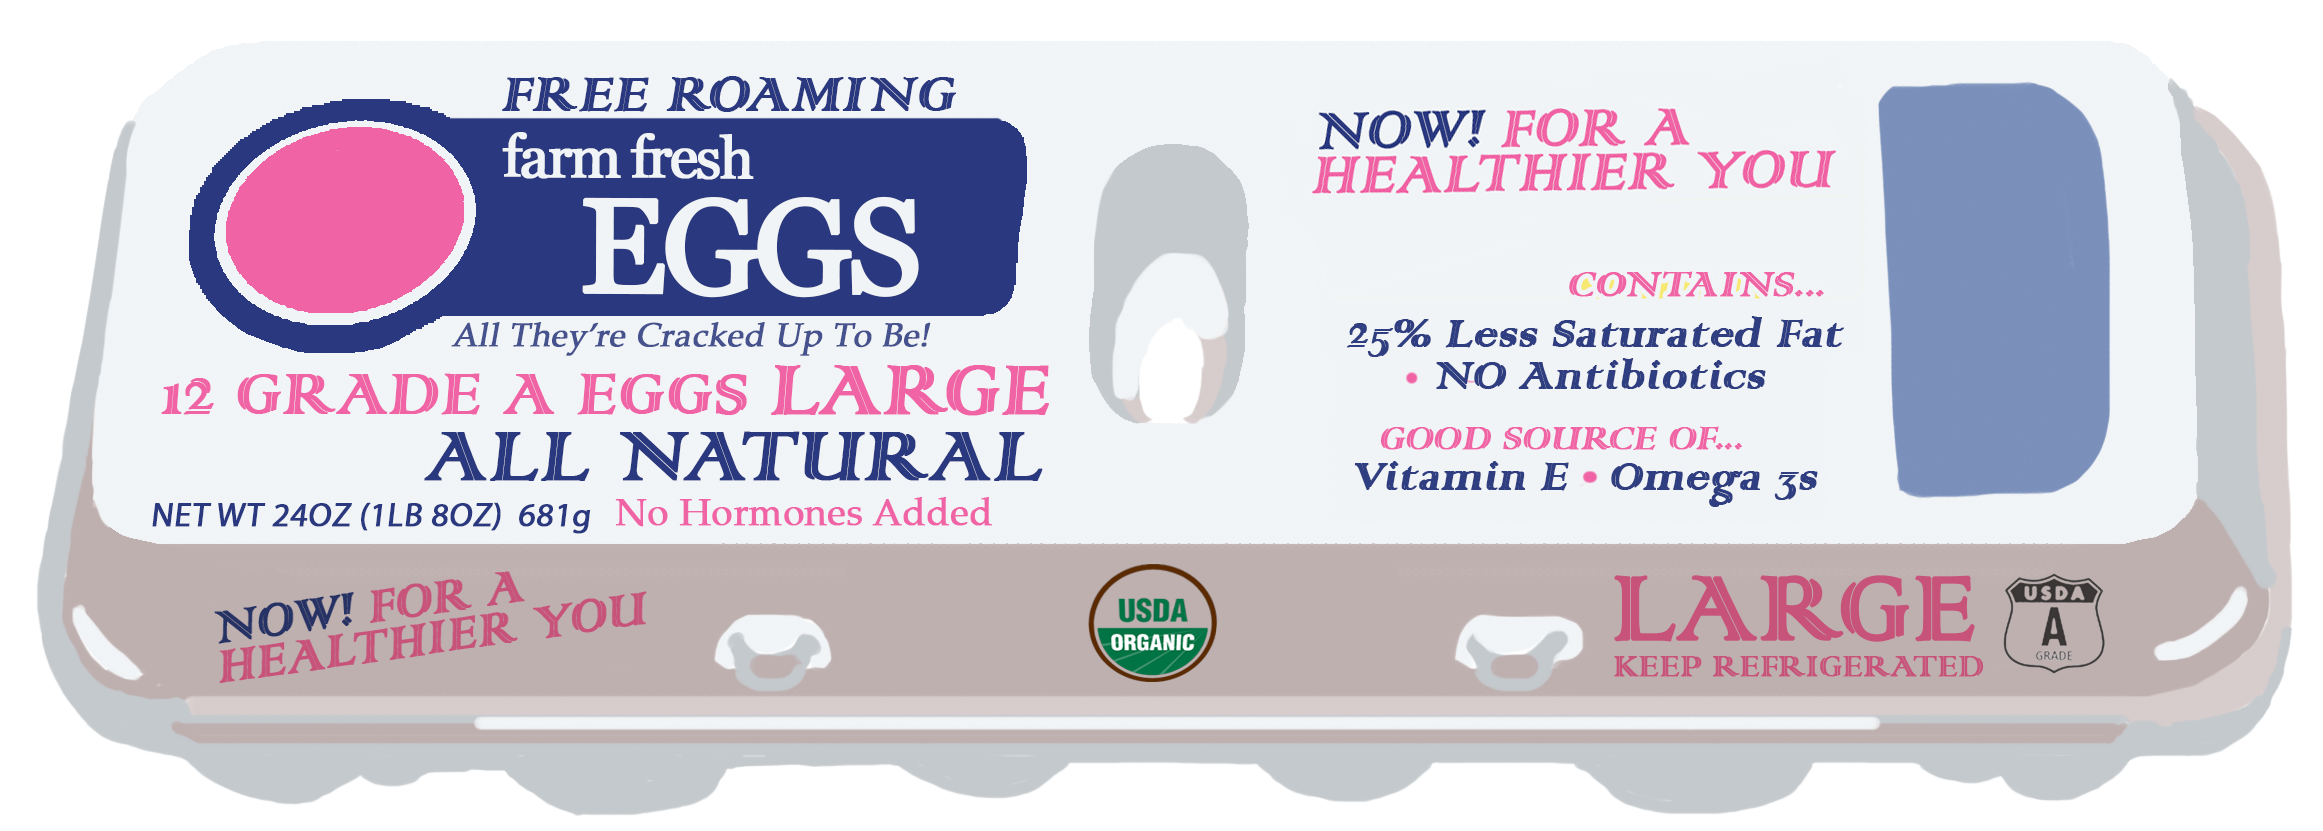 FREE ROAMING
farm fresh
EGGS
All They're Cracked Up To Be!
12 GRADE A EGGS LARGE
ALL NATURAL
NET WT 24OZ (1LB 8OZ) 681g No Hormones Added
NOW! FOR A
HEALTHIER YOU
CONTAINS...
25% Less Saturated Fat
• NO Antibiotics
GOOD SOURCE OF...
Vitamin E • Omega 3s
NOW! FOR A
HEALTHIER YOU
USDA
ORGANIC
LARGE
KEEP REFRIGERATED
USDA
A
GRADE